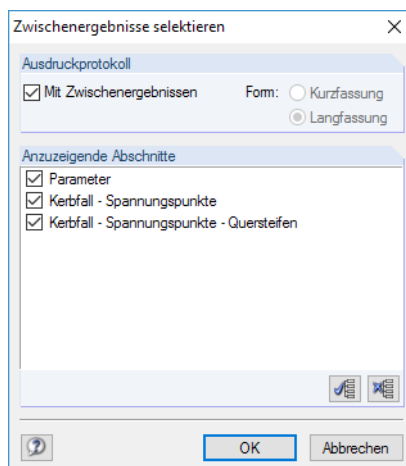 Zwischenergebnisse selektieren
Ausdruckprotokoll
Mit Zwischenergebnissen Form: Kurzfassung
Langfassung
Anzuzeigende Abschnitte
Parameter
Kerbfall - Spannungspunkte
Kerbfall - Spannungspunkte - Quersteifen
OK Abbrechen